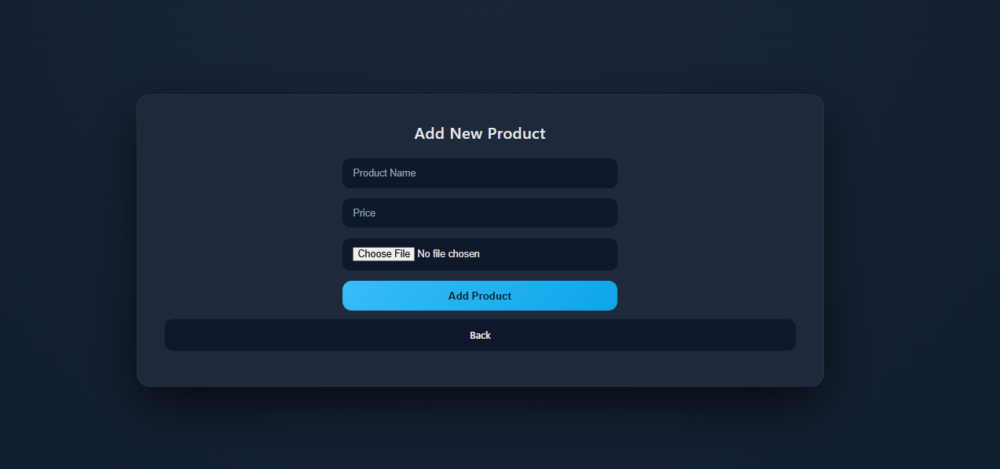 Add New Product
Product Name
Price
Choose File No file chosen
Add Product
Back